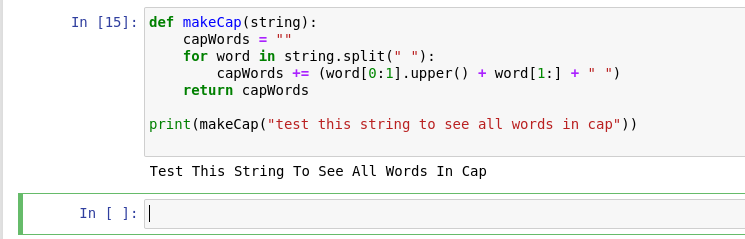 In [15]: def makeCap(string):
    capWords = ""
    for word in string.split(" "):
        capWords += (word[0:1].upper() + word[1:] + " ")
    return capWords
print(makeCap("test this string to see all words in cap"))
Test This String To See All Words In Cap
In [ ]: